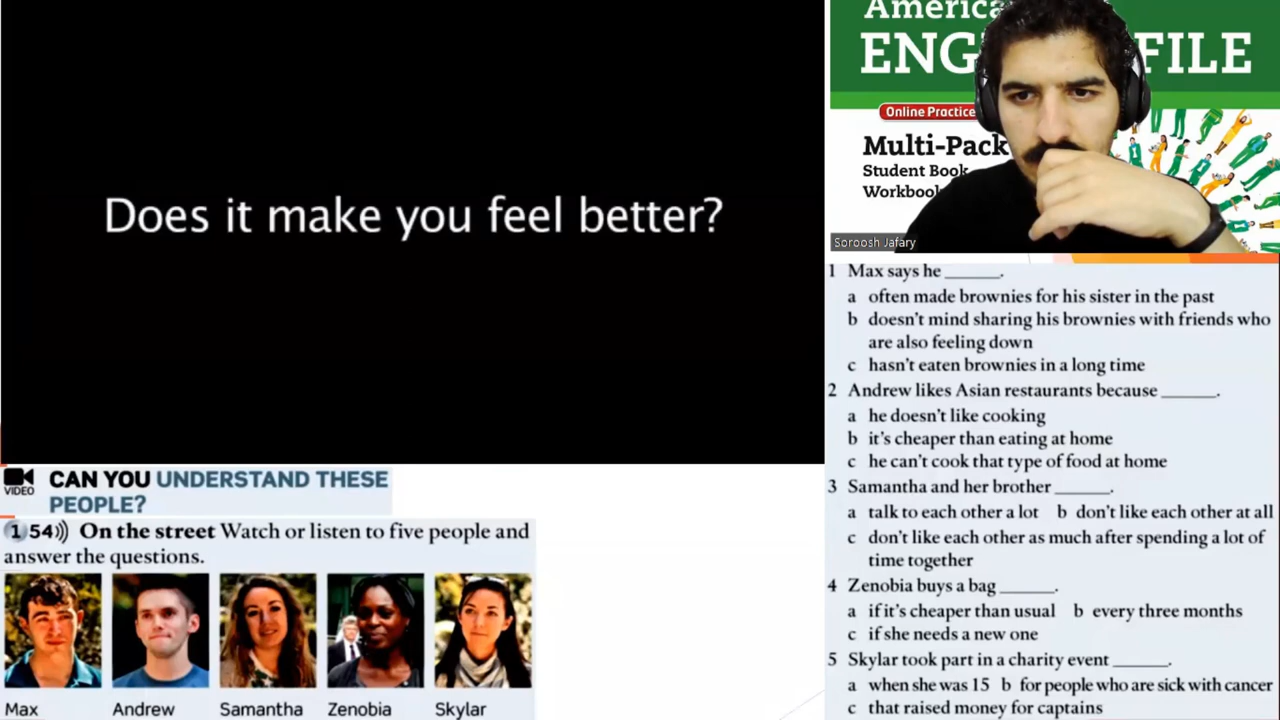 Does it make you feel better?
America
ENG FILE
Online Practice
Multi-Pack
Student Book
Workbook
Soroosh Jafary
1 Max says he ______.
a often made brownies for his sister in the past
b doesn't mind sharing his brownies with friends who
are also feeling down
c hasn't eaten brownies in a long time
2 Andrew likes Asian restaurants because ______.
a he doesn't like cooking
b it's cheaper than eating at home
c he can't cook that type of food at home
3 Samantha and her brother ______.
a talk to each other a lot b don't like each other at all
c don't like each other as much after spending a lot of
time together
4 Zenobia buys a bag ______.
a if it's cheaper than usual b every three months
c if she needs a new one
5 Skylar took part in a charity event ______.
a when she was 15 b for people who are sick with cancer
c that raised money for captains
VIDEO
CAN YOU UNDERSTAND THESE
PEOPLE?
1 54))) On the street Watch or listen to five people and
answer the questions.
Max Andrew Samantha Zenobia Skylar